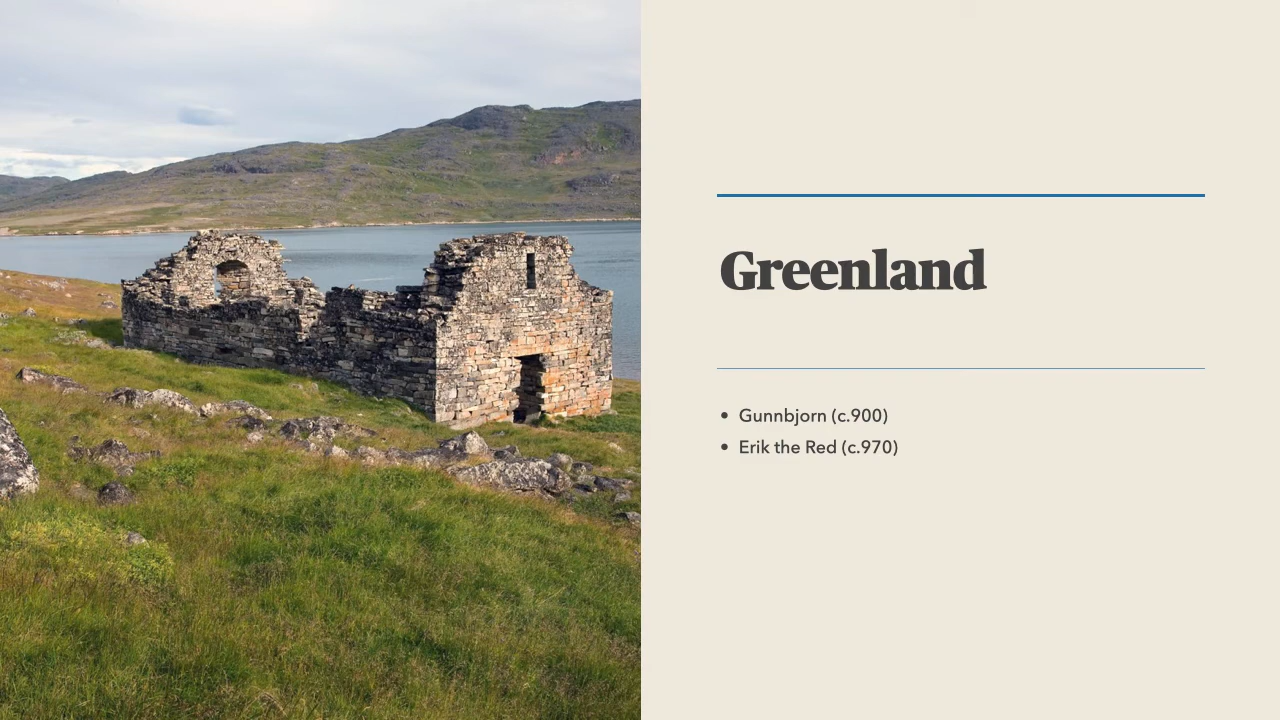 Greenland
• Gunnbjorn (c.900)
• Erik the Red (c.970)